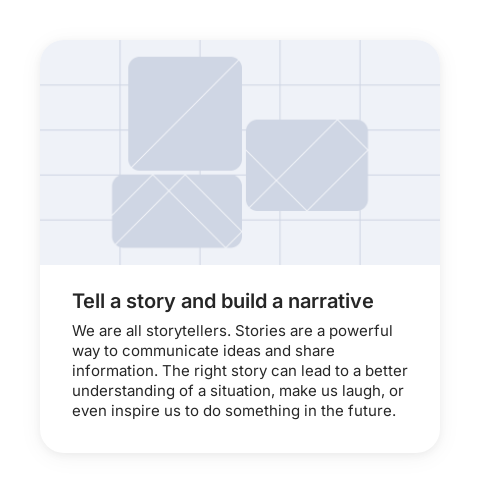 Tell a story and build a narrative
We are all storytellers. Stories are a powerful
way to communicate ideas and share
information. The right story can lead to a better
understanding of a situation, make us laugh, or
even inspire us to do something in the future.